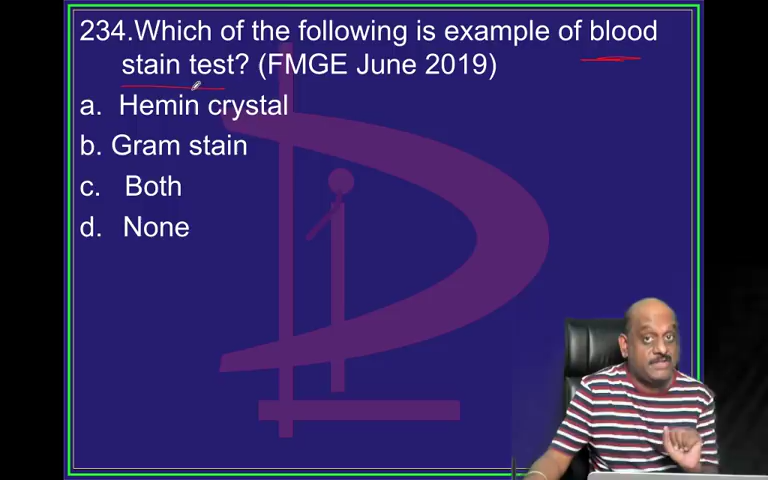 234.Which of the following is example of blood
stain test? (FMGE June 2019)
a. Hemin crystal
b. Gram stain
c. Both
d. None